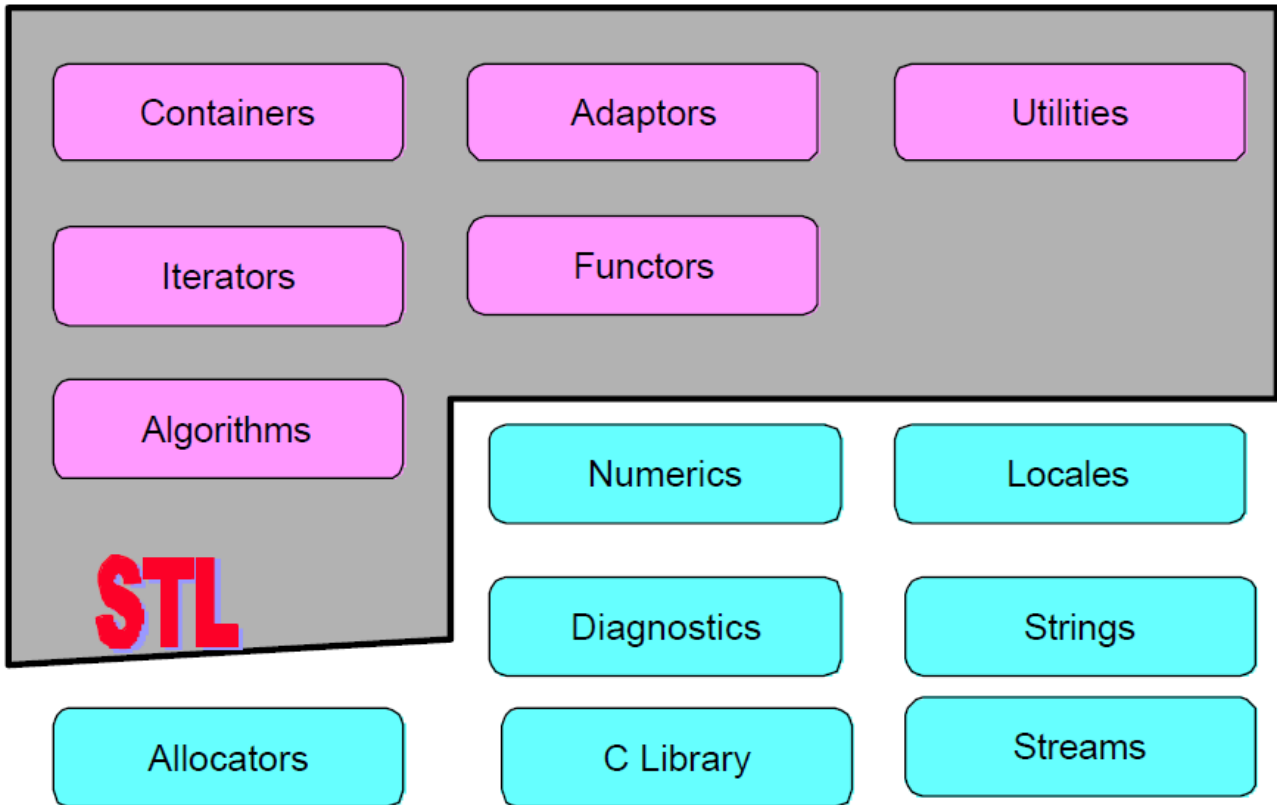 Containers
Adaptors
Utilities
Iterators
Functors
Algorithms
Numerics
Locales
STL
Diagnostics
Strings
Allocators
C Library
Streams